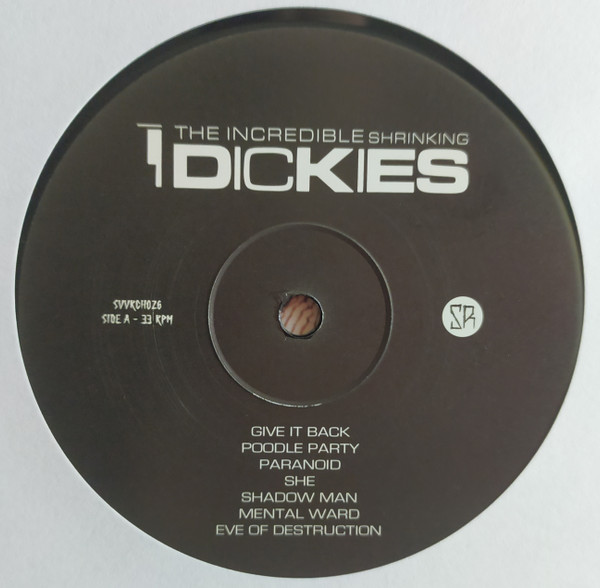 THE INCREDIBLE SHRINKING
DICKIES
SVVRCH026
SIDE A - 33 RPM
SR
GIVE IT BACK
POODLE PARTY
PARANOID
SHE
SHADOW MAN
MENTAL WARD
EVE OF DESTRUCTION